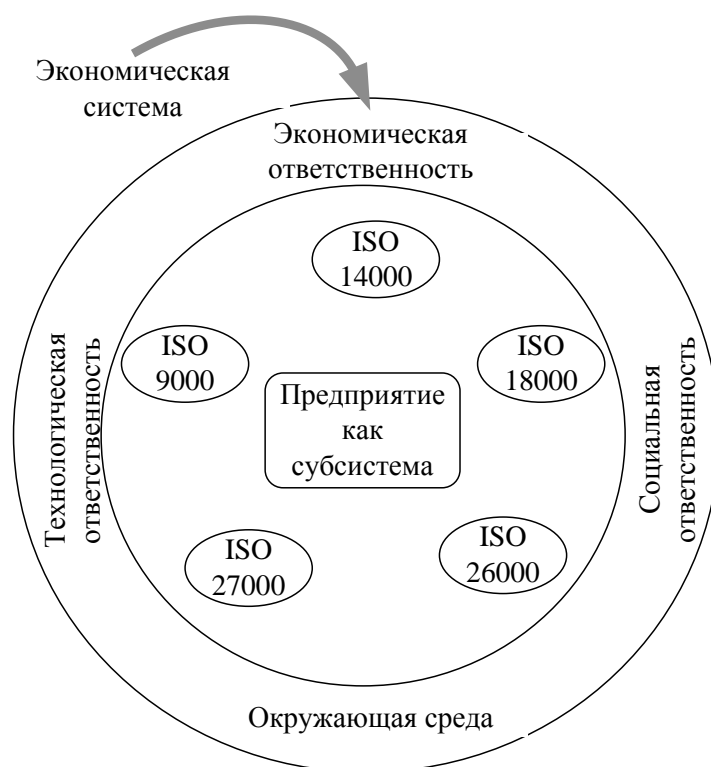 Экономическая
система
Экономическая
ответственность
ISO
14000
ISO
9000
ISO
18000
Технологическая
ответственность
Предприятие
как
субсистема
Социальная
ответственность
ISO
27000
ISO
26000
Окружающая среда